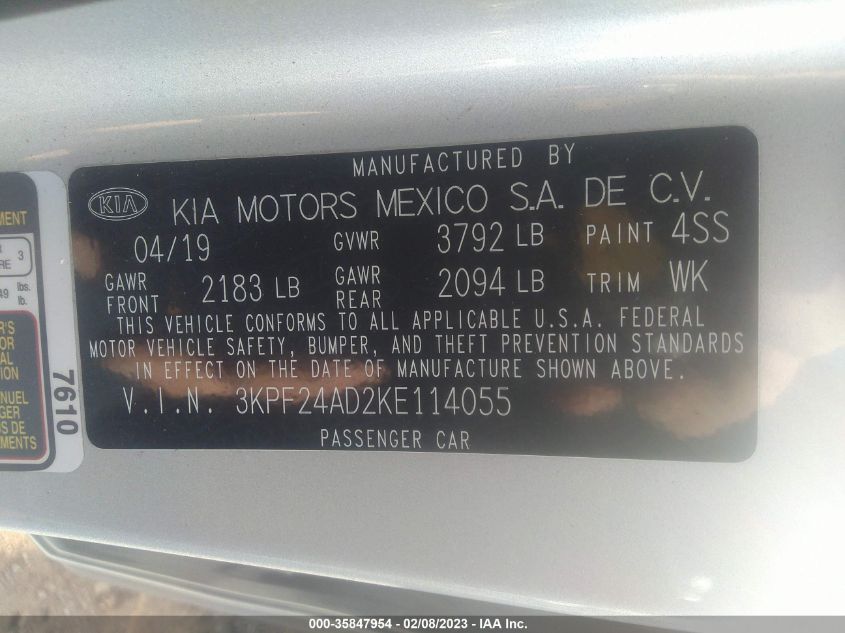 MANUFACTURED BY
KIA
KIA MOTORS MEXICO S.A. DE C.V.
04/19 GVWR 3792 LB PAINT 4SS
GAWR FRONT 2183 LB GAWR REAR 2094 LB TRIM WK
THIS VEHICLE CONFORMS TO ALL APPLICABLE U.S.A. FEDERAL
MOTOR VEHICLE SAFETY, BUMPER, AND THEFT PREVENTION STANDARDS
IN EFFECT ON THE DATE OF MANUFACTURE SHOWN ABOVE.
V.I.N. 3KPF24AD2KE114055
PASSENGER CAR
3
lbs.
lb.
7610
000-35847954 - 02/08/2023 - IAA Inc.